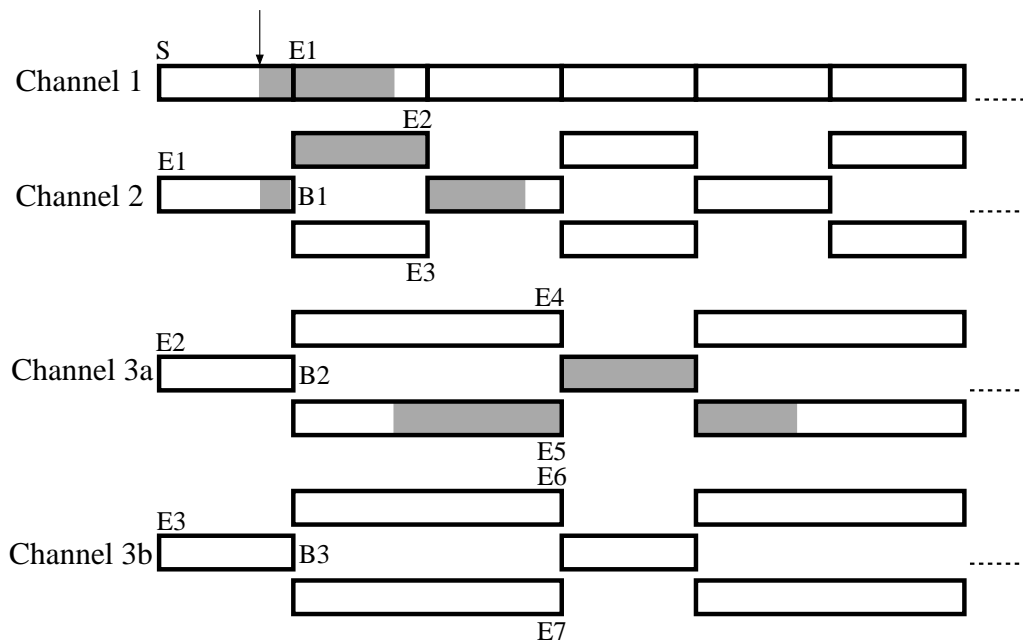 S E1
Channel 1
E2
E1
Channel 2 B1
E3
E4
E2
Channel 3a B2
E5
E6
E3
Channel 3b B3
E7